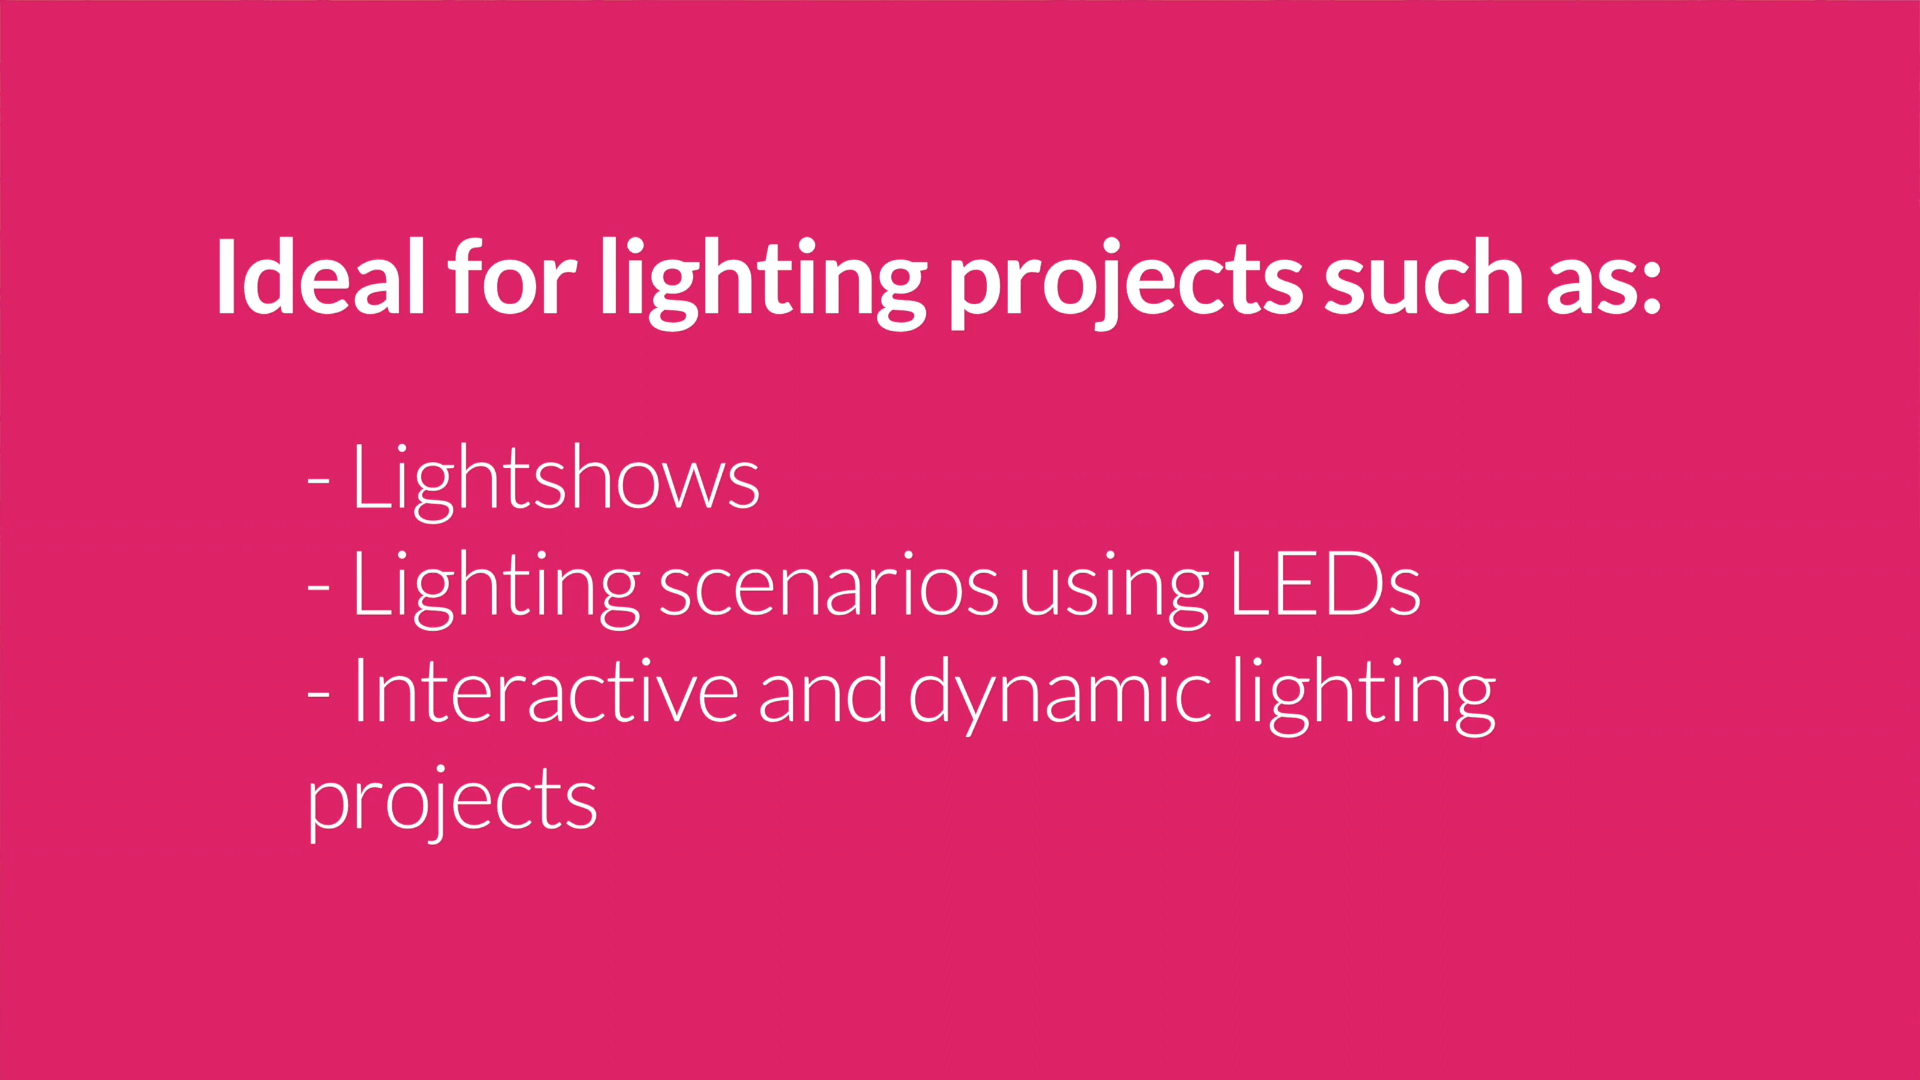 Ideal for lighting projects such as:
- Lightshows
- Lighting scenarios using LEDs
- Interactive and dynamic lighting
projects